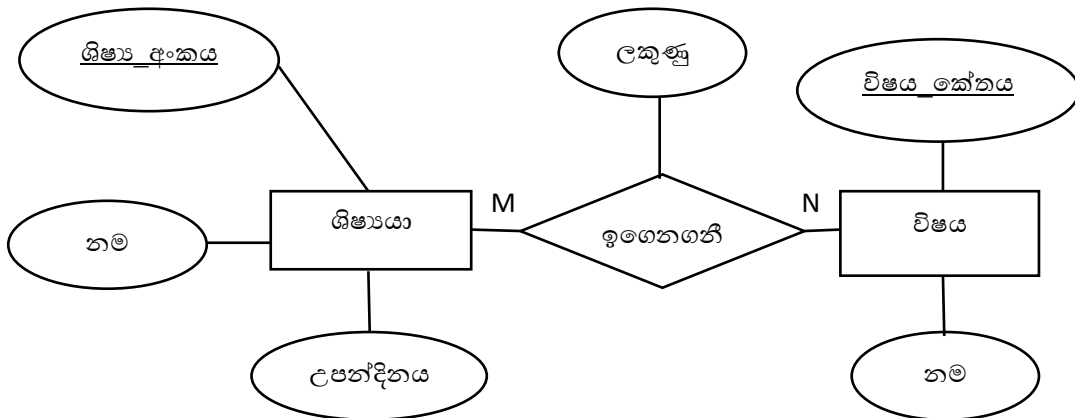 ශිෂ්‍ය_අංකය
ලකුණු
විෂය_කේතය
M
N
ශිෂ්‍යයා
විෂය
නම
ඉගෙනගනී
උපන්දිනය
නම